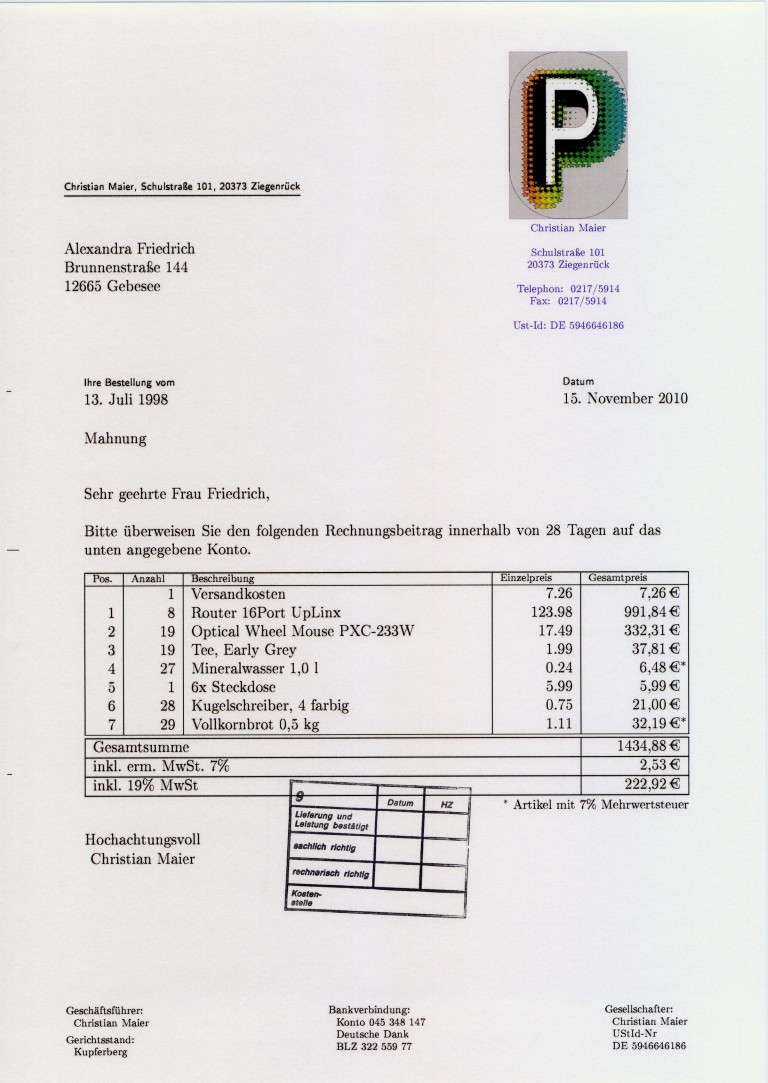 P
Christian Maier, Schulstraße 101, 20373 Ziegenrück
Christian Maier
Schulstraße 101
20373 Ziegenrück
Telephon: 0217/5914
Fax: 0217/5914
Ust-Id: DE 5946646186
Alexandra Friedrich
Brunnenstraße 144
12665 Gebesee
Ihre Bestellung vom
13. Juli 1998
Datum
15. November 2010
Mahnung
Sehr geehrte Frau Friedrich,
Bitte überweisen Sie den folgenden Rechnungsbeitrag innerhalb von 28 Tagen auf das
unten angegebene Konto.
Pos. Anzahl Beschreibung Einzelpreis Gesamtpreis
1 Versandkosten 7.26 7,26 €
1 8 Router 16Port UpLinx 123.98 991,84 €
2 19 Optical Wheel Mouse PXC-233W 17.49 332,31 €
3 19 Tee, Early Grey 1.99 37,81 €
4 27 Mineralwasser 1,0 l 0.24 6,48 €*
5 1 6x Steckdose 5.99 5,99 €
6 28 Kugelschreiber, 4 farbig 0.75 21,00 €
7 29 Vollkornbrot 0,5 kg 1.11 32,19 €*
Gesamtsumme 1434,88 €
inkl. erm. MwSt. 7% 2,53 €
inkl. 19% MwSt 222,92 €
* Artikel mit 7% Mehrwertsteuer
9 Datum HZ
Lieferung und
Leistung bestätigt
sachlich richtig
rechnerisch richtig
Kosten-
stelle
Hochachtungsvoll
Christian Maier
Geschäftsführer:
Christian Maier
Gerichtsstand:
Kupferberg
Bankverbindung:
Konto 045 348 147
Deutsche Dank
BLZ 322 559 77
Gesellschafter:
Christian Maier
UStId-Nr
DE 5946646186